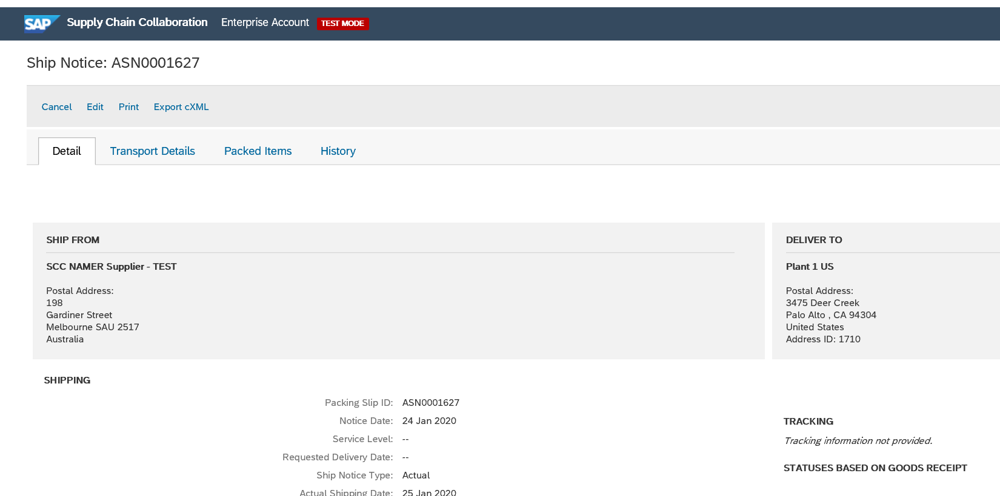 SAP Supply Chain Collaboration Enterprise Account TEST MODE
Ship Notice: ASN0001627
Cancel Edit Print Export cXML
Detail Transport Details Packed Items History
SHIP FROM
SCC NAMER Supplier - TEST
Postal Address:
198
Gardiner Street
Melbourne SAU 2517
Australia
DELIVER TO
Plant 1 US
Postal Address:
3475 Deer Creek
Palo Alto , CA 94304
United States
Address ID: 1710
SHIPPING
Packing Slip ID: ASN0001627
Notice Date: 24 Jan 2020
Service Level: --
Requested Delivery Date: --
Ship Notice Type: Actual
Actual Shipping Date: 25 Jan 2020
TRACKING
Tracking information not provided.
STATUSES BASED ON GOODS RECEIPT